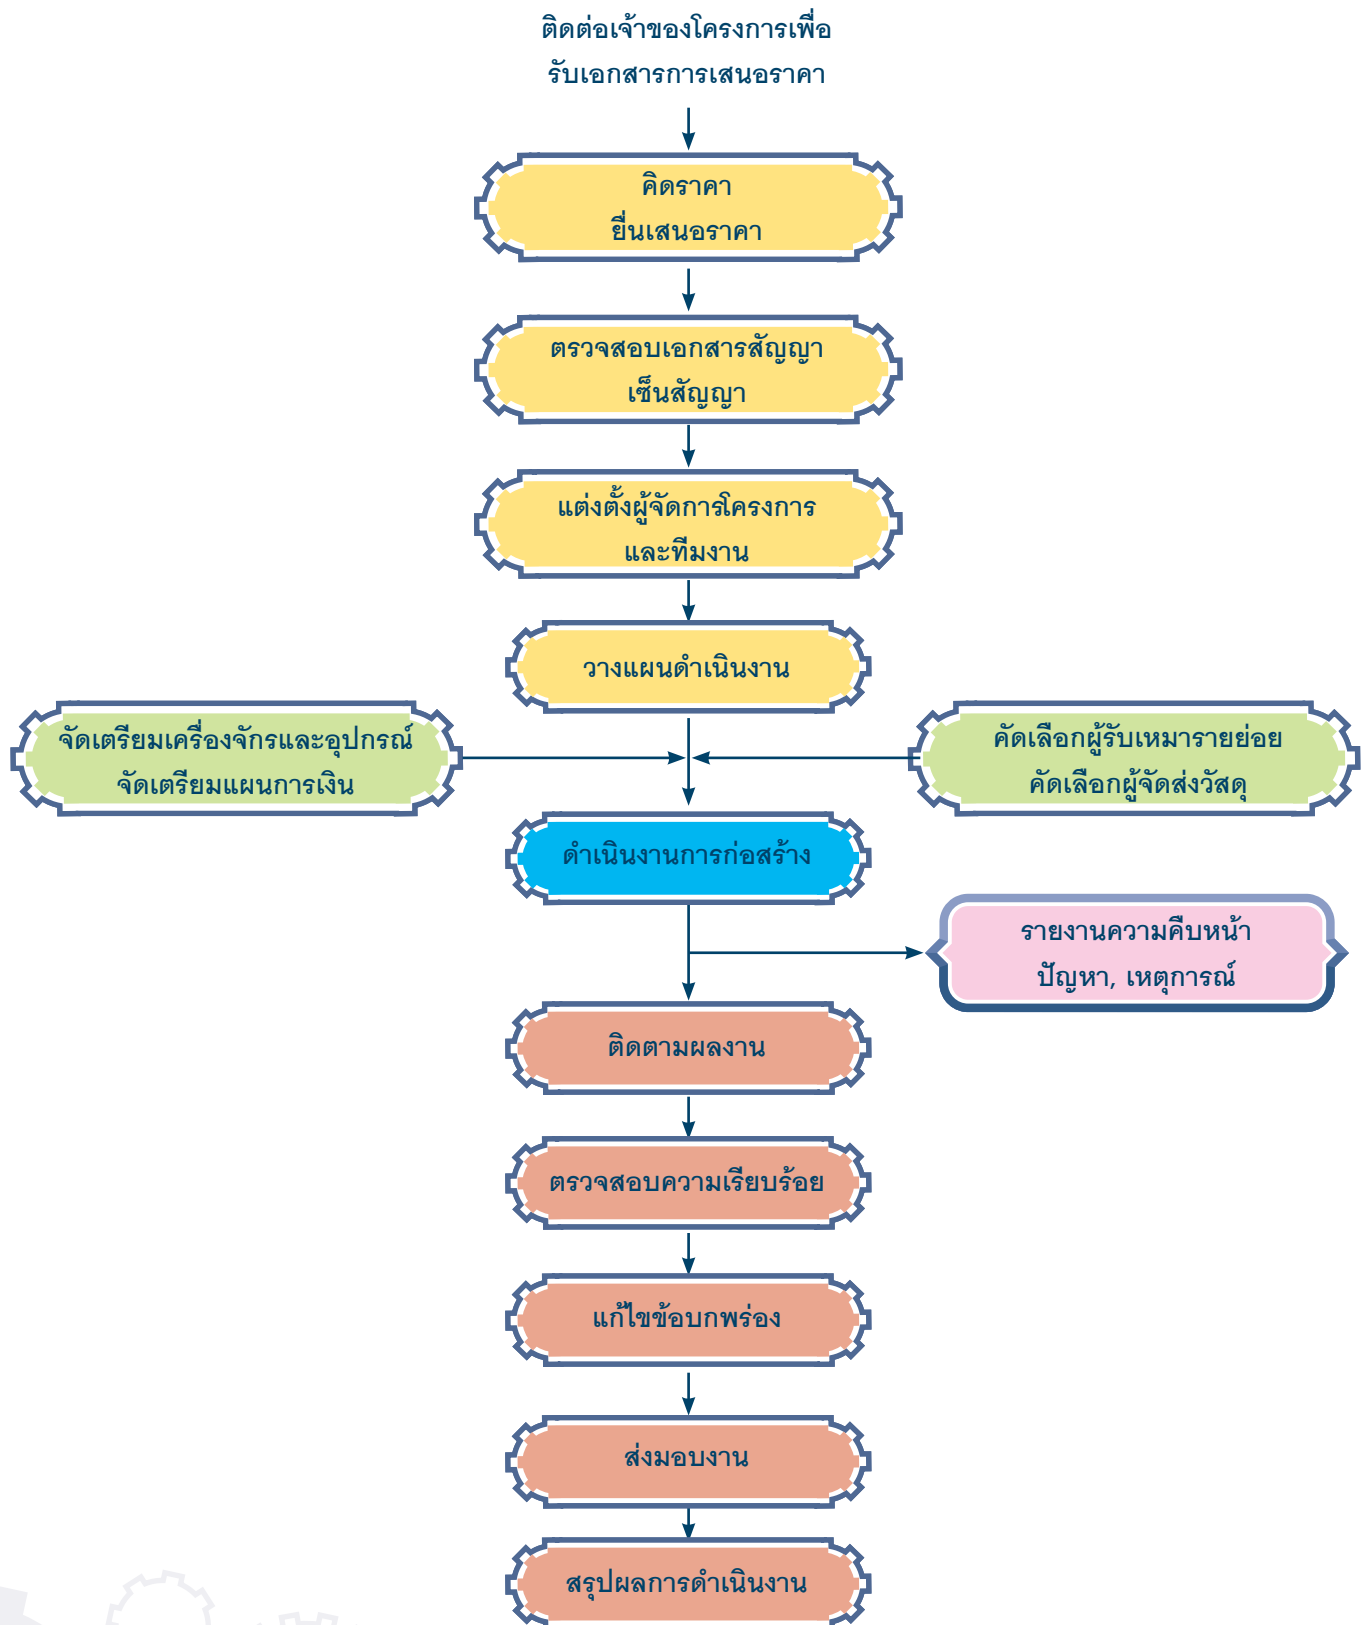 ติดต่อเจ้าของโครงการเพื่อ
รับเอกสารการเสนอราคา
คิดราคา
ยื่นเสนอราคา
ตรวจสอบเอกสารสัญญา
เซ็นสัญญา
แต่งตั้งผู้จัดการโครงการ
และทีมงาน
วางแผนดำเนินงาน
จัดเตรียมเครื่องจักรและอุปกรณ์
จัดเตรียมแผนการเงิน
คัดเลือกผู้รับเหมารายย่อย
คัดเลือกผู้จัดส่งวัสดุ
ดำเนินงานการก่อสร้าง
รายงานความคืบหน้า
ปัญหา, เหตุการณ์
ติดตามผลงาน
ตรวจสอบความเรียบร้อย
แก้ไขข้อบกพร่อง
ส่งมอบงาน
สรุปผลการดำเนินงาน